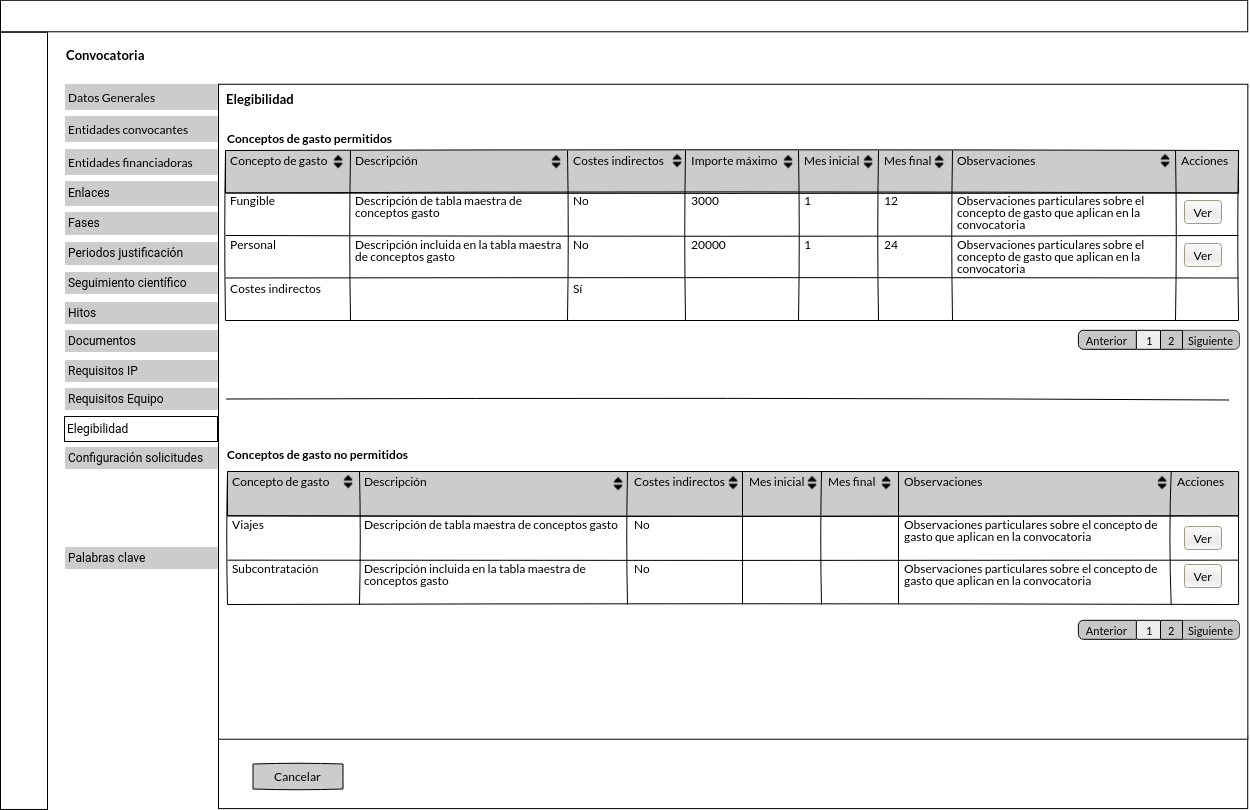 Convocatoria
Datos Generales
Entidades convocantes
Entidades financiadoras
Enlaces
Fases
Periodos justificación
Seguimiento científico
Hitos
Documentos
Requisitos IP
Requisitos Equipo
Elegibilidad
Configuración solicitudes
Palabras clave
Elegibilidad
Conceptos de gasto permitidos
Concepto de gasto Descripción Costes indirectos Importe máximo Mes inicial Mes final Observaciones Acciones
Fungible Descripción de tabla maestra de No 3000 1 12 Observaciones particulares sobre el
conceptos gasto concepto de gasto que aplican en la Ver
convocatoria
Personal Descripción incluida en la tabla maestra No 20000 1 24 Observaciones particulares sobre el
de conceptos gasto concepto de gasto que aplican en la Ver
convocatoria
Costes indirectos Sí
Anterior 1 2 Siguiente
Conceptos de gasto no permitidos
Concepto de gasto Descripción Costes indirectos Mes inicial Mes final Observaciones Acciones
Viajes Descripción de tabla maestra de conceptos gasto No Observaciones particulares sobre el concepto de
gasto que aplican en la convocatoria Ver
Subcontratación Descripción incluida en la tabla maestra de No Observaciones particulares sobre el concepto de
conceptos gasto gasto que aplican en la convocatoria Ver
Anterior 1 2 Siguiente
Cancelar